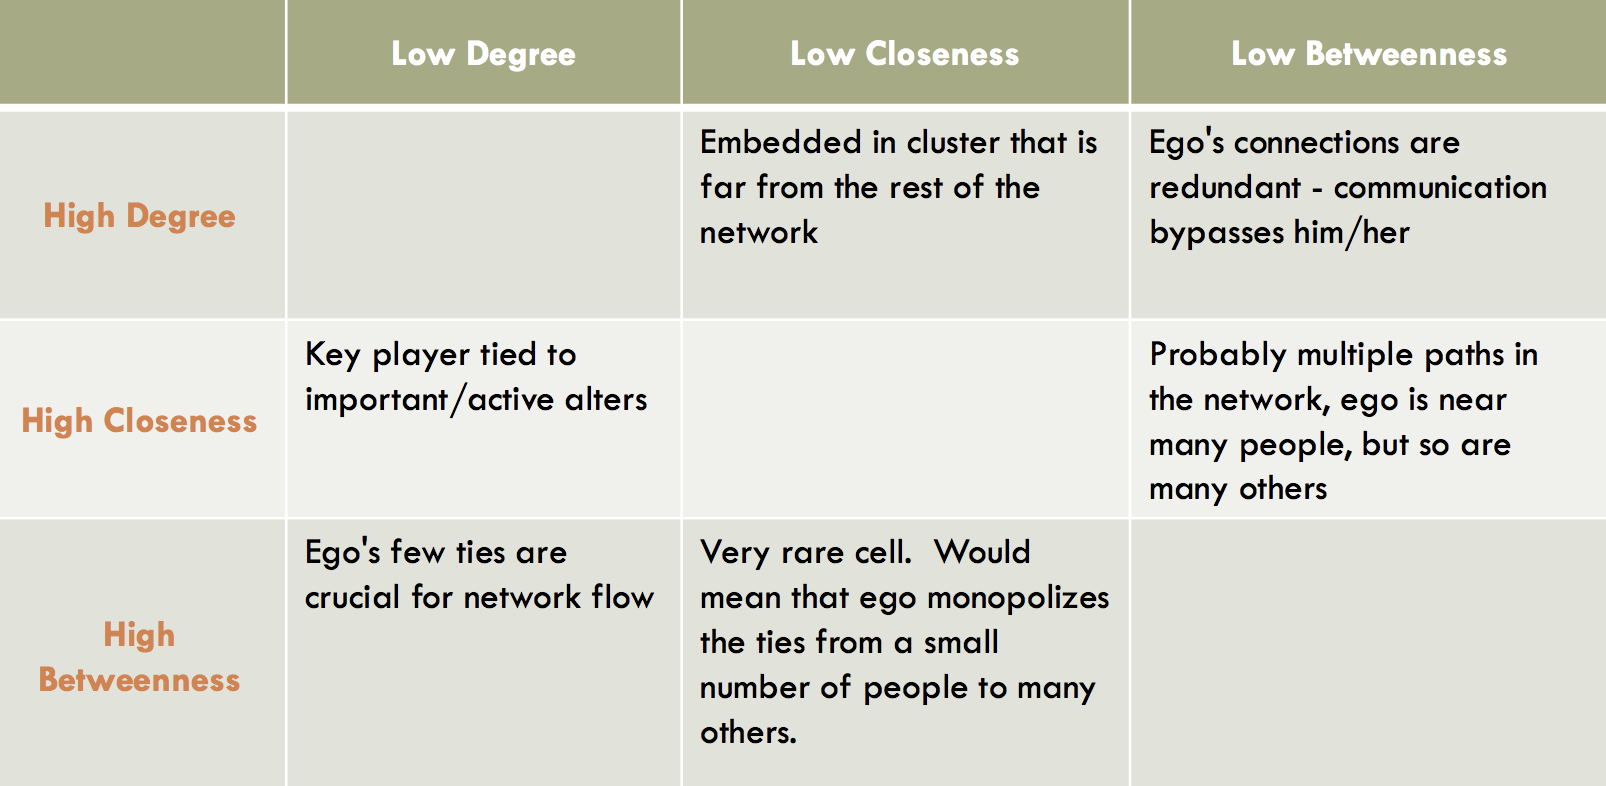 Low Degree
Low Closeness
Low Betweenness
High Degree
Embedded in cluster that is
far from the rest of the
network
Ego's connections are
redundant - communication
bypasses him/her
High Closeness
Key player tied to
important/active alters
Probably multiple paths in
the network, ego is near
many people, but so are
many others
High
Betweenness
Ego's few ties are
crucial for network flow
Very rare cell.  Would
mean that ego monopolizes
the ties from a small
number of people to many
others.